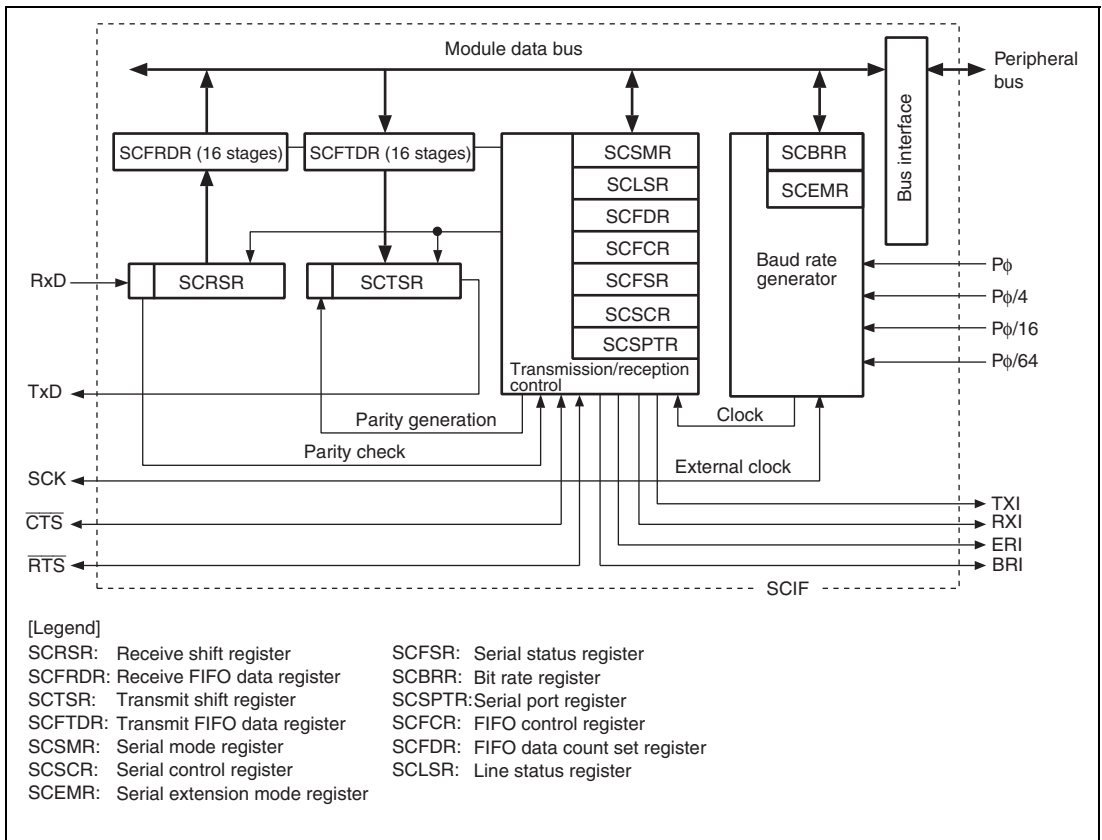 Module data bus
Peripheral
bus
Bus interface
SCFRDR (16 stages)
SCFTDR (16 stages)
SCSMR
SCLSR
SCFDR
SCFCR
SCFSR
SCSCR
SCSPTR
Transmission/reception
control
SCBRR
SCEMR
Baud rate
generator
RxD
SCRSR
SCTSR
Pϕ
Pϕ/4
Pϕ/16
Pϕ/64
TxD
Parity generation
Parity check
Clock
External clock
SCK
CTS
RTS
TXI
RXI
ERI
BRI
SCIF
[Legend]
SCRSR: Receive shift register
SCFRDR: Receive FIFO data register
SCTSR: Transmit shift register
SCFTDR: Transmit FIFO data register
SCSMR: Serial mode register
SCSCR: Serial control register
SCEMR: Serial extension mode register
SCFSR: Serial status register
SCBRR: Bit rate register
SCSPTR:Serial port register
SCFCR: FIFO control register
SCFDR: FIFO data count set register
SCLSR: Line status register